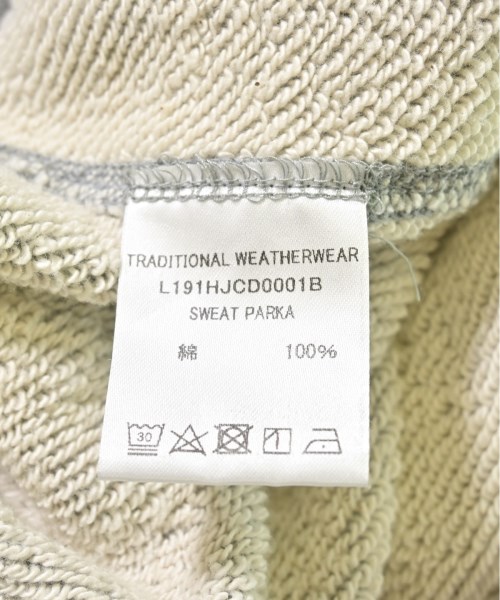 TRADITIONAL WEATHERWEAR
L191HJCD0001B
SWEAT PARKA
綿 100%
30